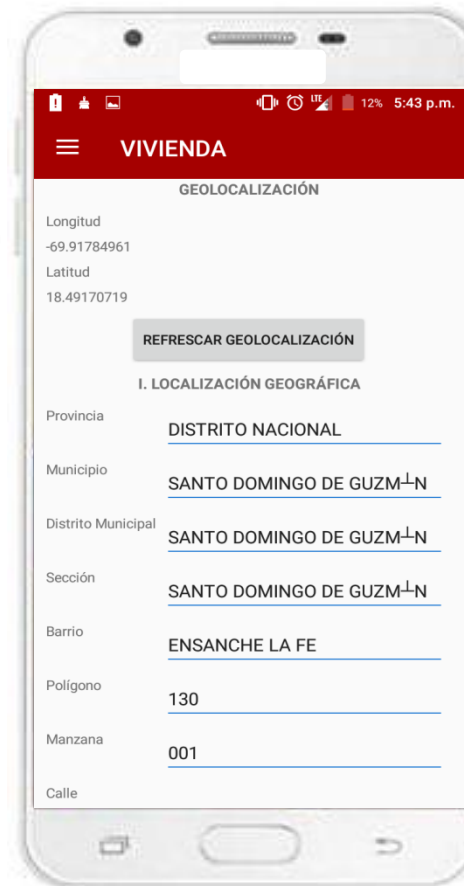 LTE 12% 5:43 p.m.
VIVIENDA
GEOLOCALIZACIÓN
Longitud
-69.91784961
Latitud
18.49170719
REFRESCAR GEOLOCALIZACIÓN
I. LOCALIZACIÓN GEOGRÁFICA
Provincia
DISTRITO NACIONAL
Municipio
SANTO DOMINGO DE GUZM┴N
Distrito Municipal
SANTO DOMINGO DE GUZM┴N
Sección
SANTO DOMINGO DE GUZM┴N
Barrio
ENSANCHE LA FE
Polígono
130
Manzana
001
Calle